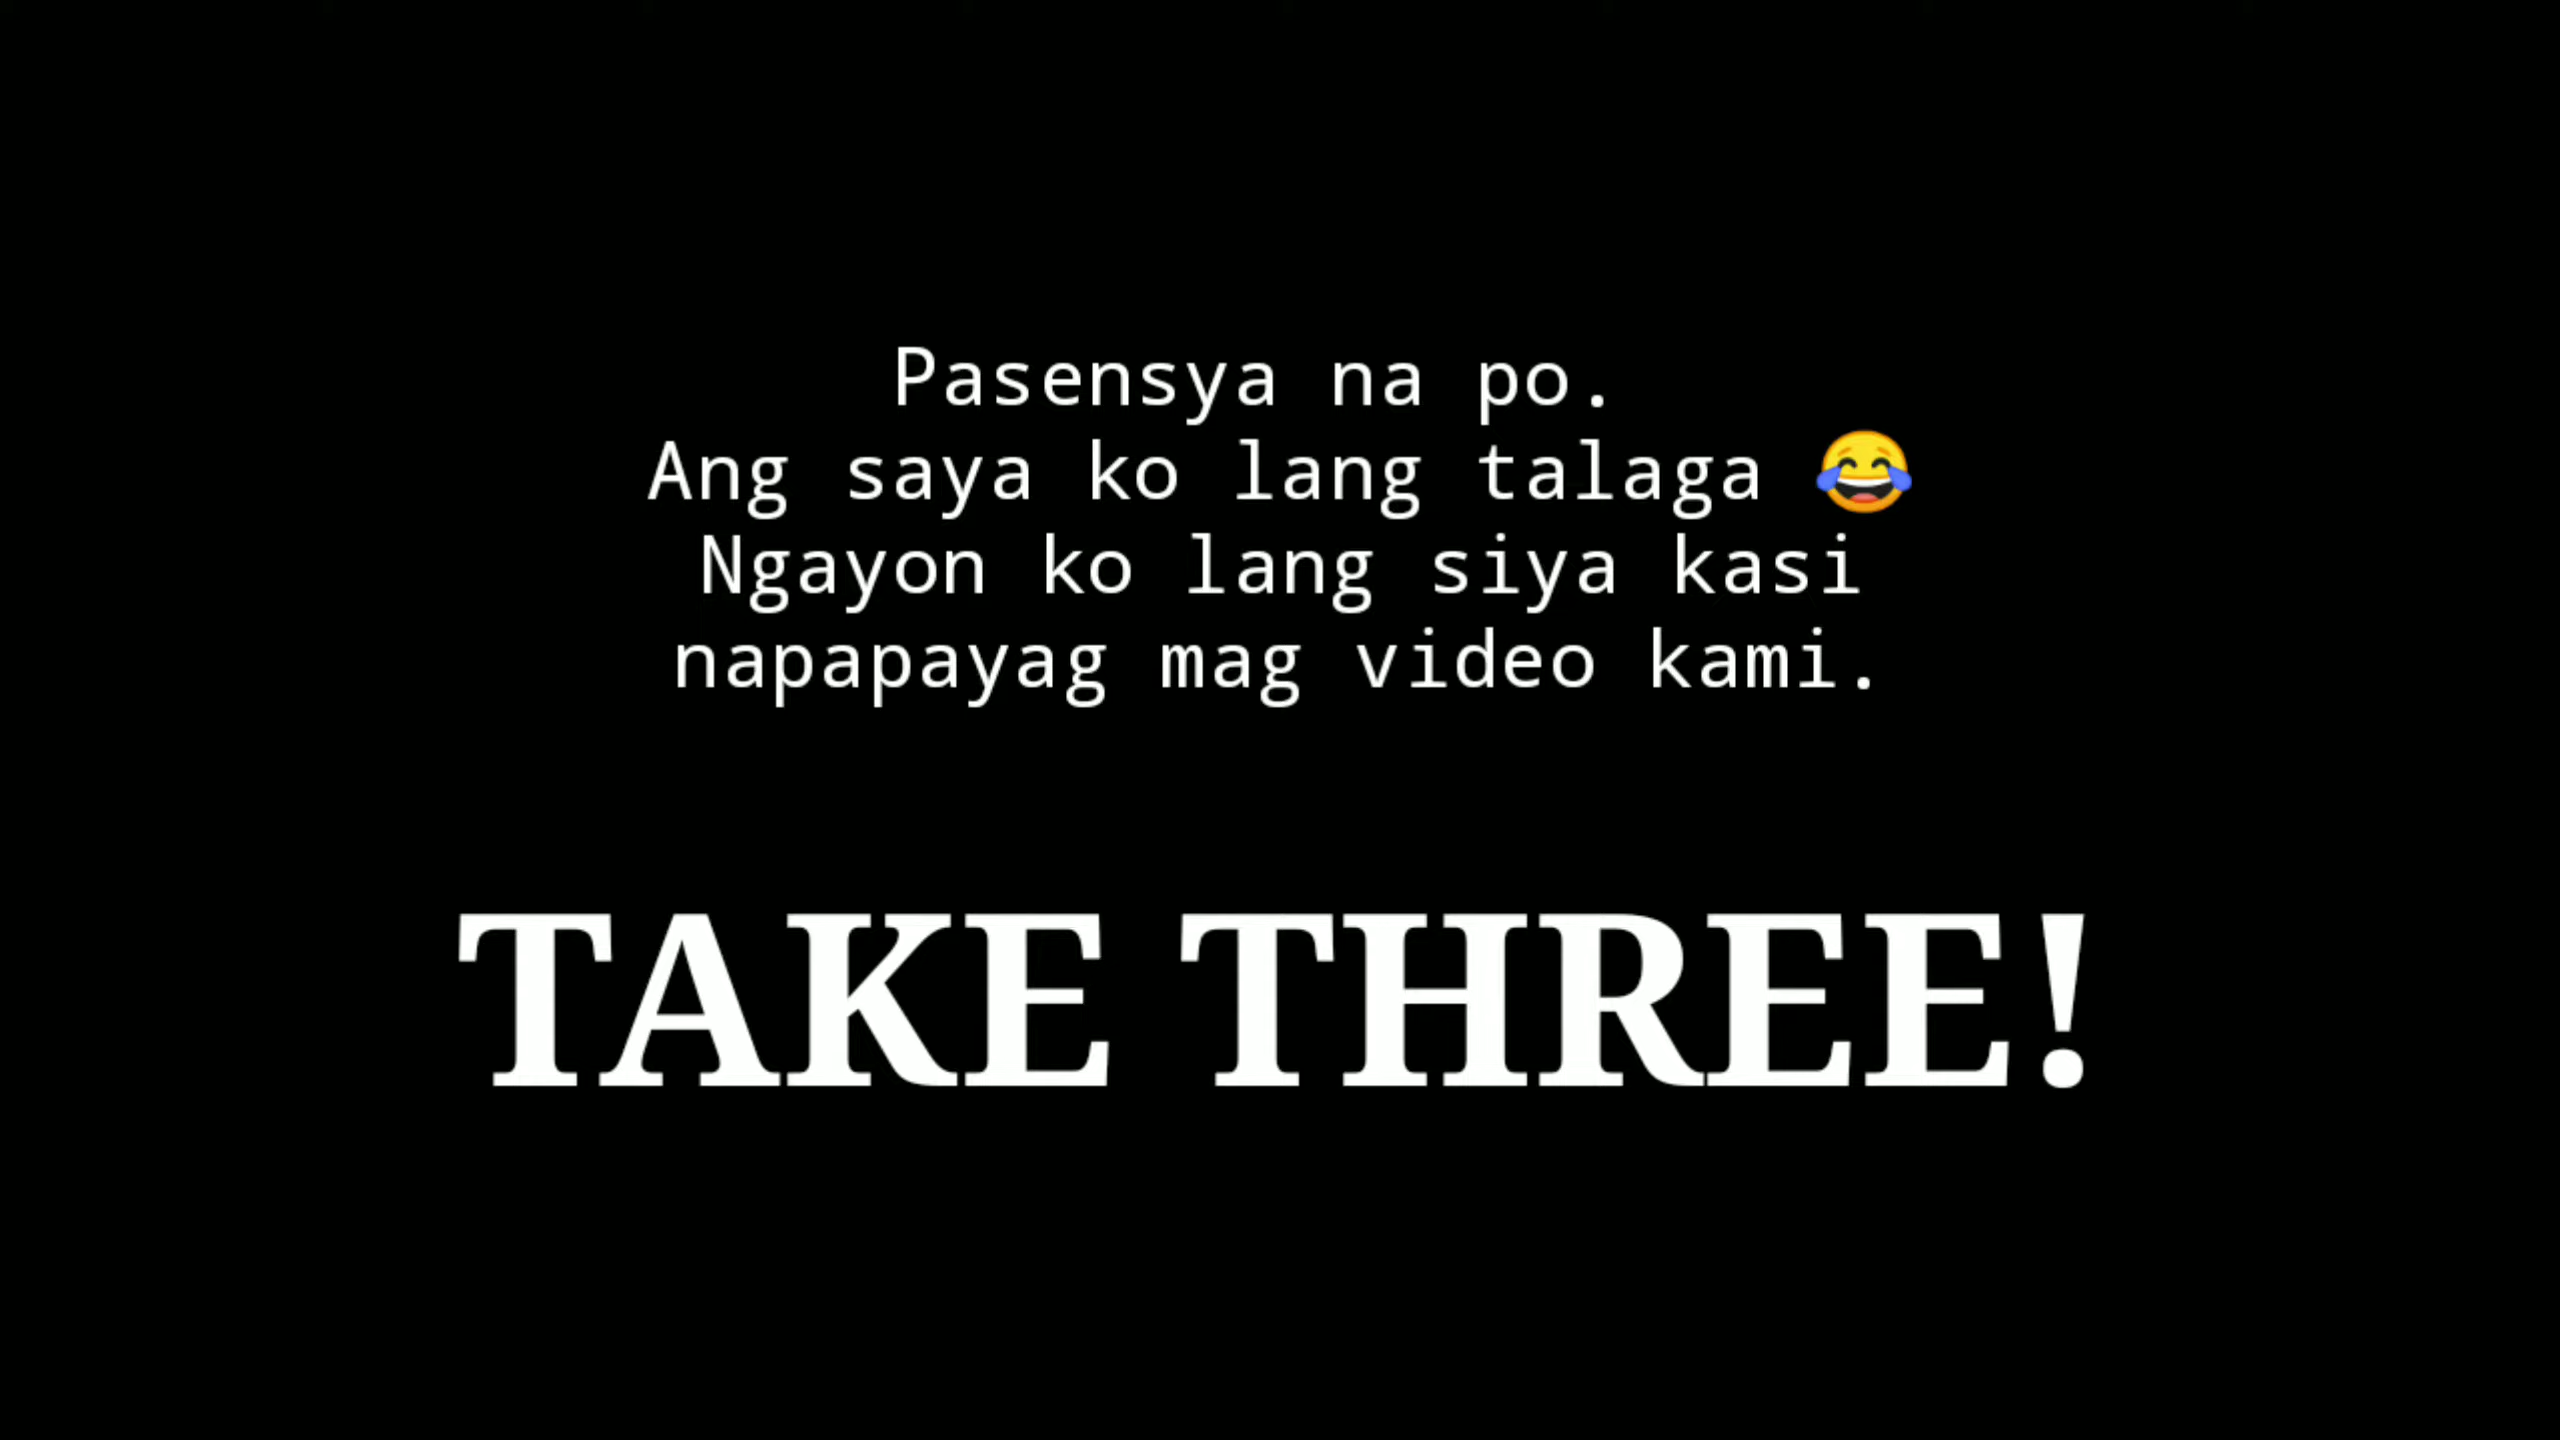 Pasensya na po.
Ang saya ko lang talaga 😂
Ngayon ko lang siya kasi
napapayag mag video kami.
TAKE THREE!